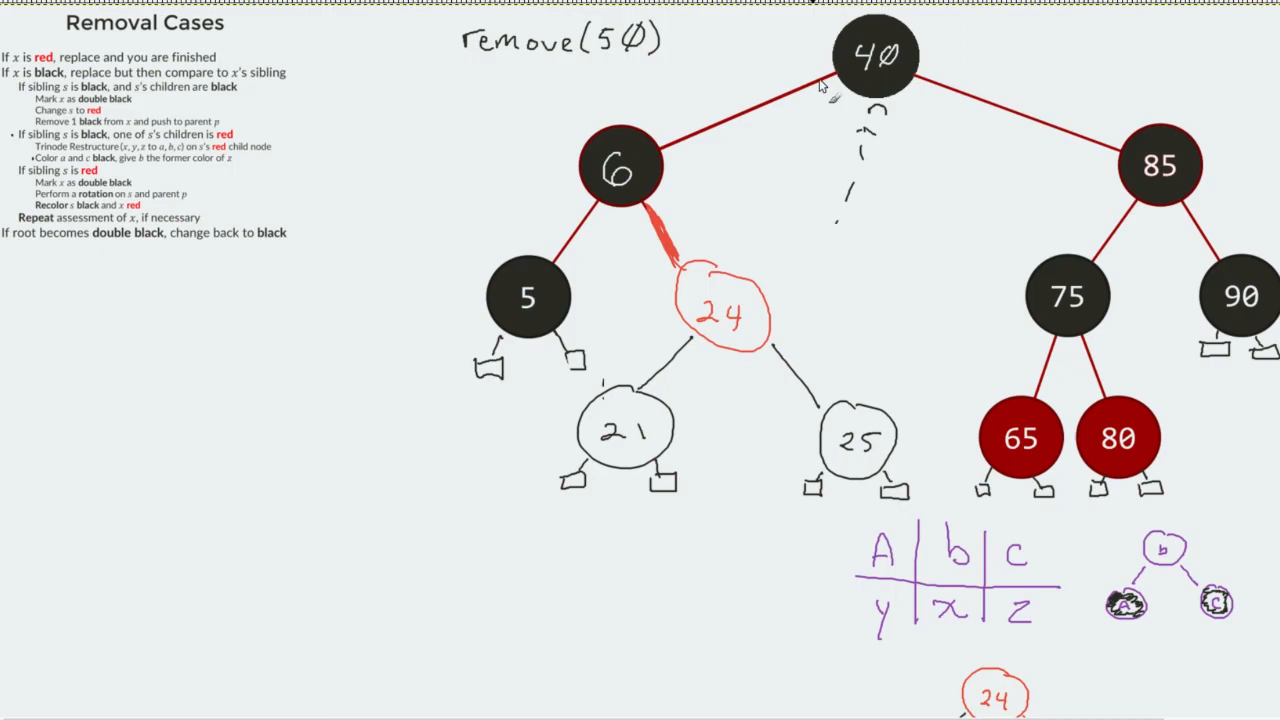 Removal Cases
If x is red, replace and you are finished
If x is black, replace but then compare to x's sibling
If sibling s is black, and s's children are black
Mark x as double black
Change s to red
Remove 1 black from x and push to parent p
If sibling s is black, one of s's children is red
Trinode Restructure (x, y, z to a, b, c) on s's red child node
Color a and c black, give b the former color of z
If sibling s is red
Mark x as double black
Perform a rotation on s and parent p
Recolor s black and x red
Repeat assessment of x, if necessary
If root becomes double black, change back to black
remove(50)
40
6
85
5
24
75
90
21
25
65
80
A b c
y x z
b
A C
24